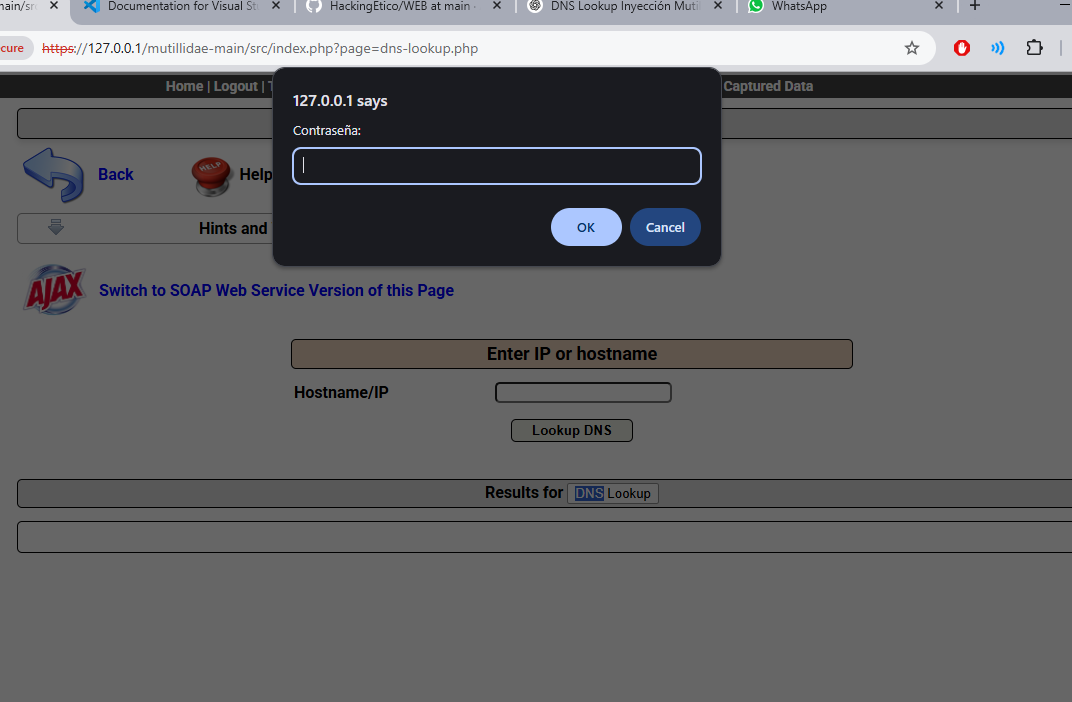 Documentation for Visual St
HackingEtico/WEB at main
DNS Lookup Inyección Mutil
WhatsApp
https://127.0.0.1/mutillidae-main/src/index.php?page=dns-lookup.php
Home | Logout |
Captured Data
127.0.0.1 says
Contraseña:
OK
Cancel
Back
HELP
Help
Hints and
AJAX
Switch to SOAP Web Service Version of this Page
Enter IP or hostname
Hostname/IP
Lookup DNS
Results for DNS Lookup